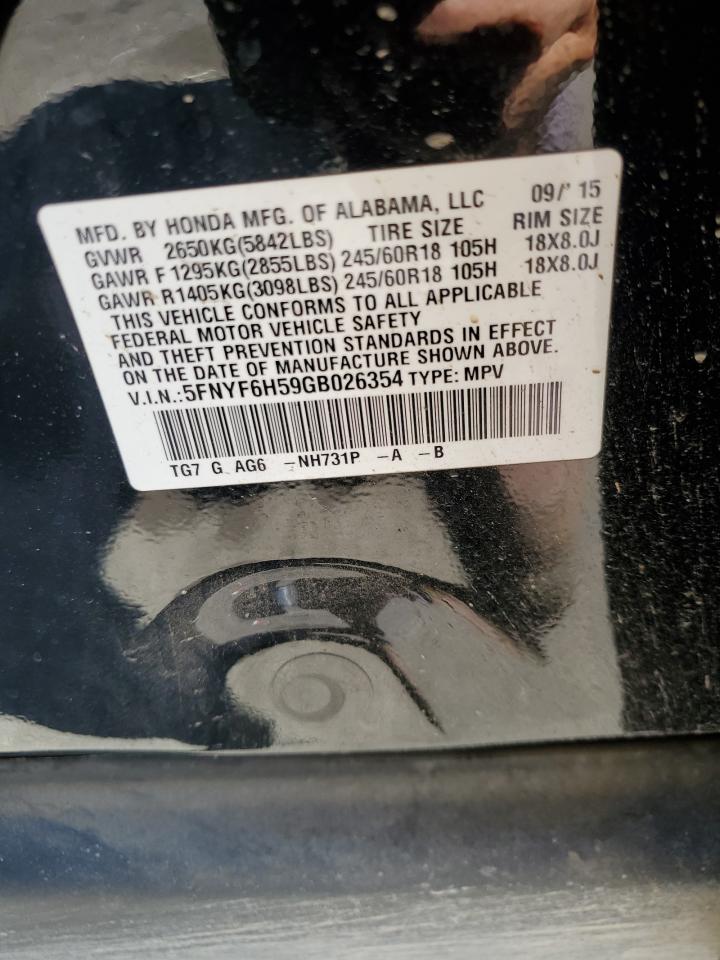 MFD. BY HONDA MFG. OF ALABAMA, LLC 09/' 15
GVWR 2650KG(5842LBS) TIRE SIZE RIM SIZE
GAWR F 1295KG(2855LBS) 245/60R18 105H 18X8.0J
GAWR R1405KG(3098LBS) 245/60R18 105H 18X8.0J
THIS VEHICLE CONFORMS TO ALL APPLICABLE
FEDERAL MOTOR VEHICLE SAFETY
AND THEFT PREVENTION STANDARDS IN EFFECT
ON THE DATE OF MANUFACTURE SHOWN ABOVE.
V.I.N.:5FNYF6H59GB026354 TYPE: MPV
TG7 G AG6 -NH731P -A -B